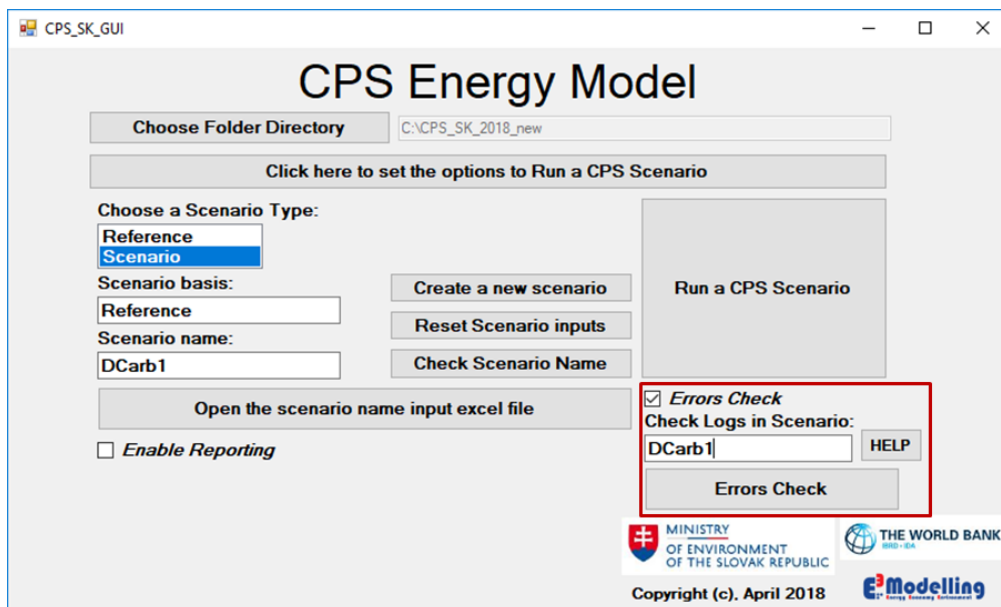 CPS_SK_GUI
CPS Energy Model
Choose Folder Directory
C:\CPS_SK_2018_new
Click here to set the options to Run a CPS Scenario
Choose a Scenario Type:
Reference
Scenario
Scenario basis:
Reference
Scenario name:
DCarb1
Create a new scenario
Reset Scenario inputs
Check Scenario Name
Run a CPS Scenario
Open the scenario name input excel file
Enable Reporting
Errors Check
Check Logs in Scenario:
DCarb1
HELP
Errors Check
MINISTRY
OF ENVIRONMENT
OF THE SLOVAK REPUBLIC
THE WORLD BANK
IBRD • IDA
Copyright (c), April 2018
E3Modelling
Energy Economy Environment